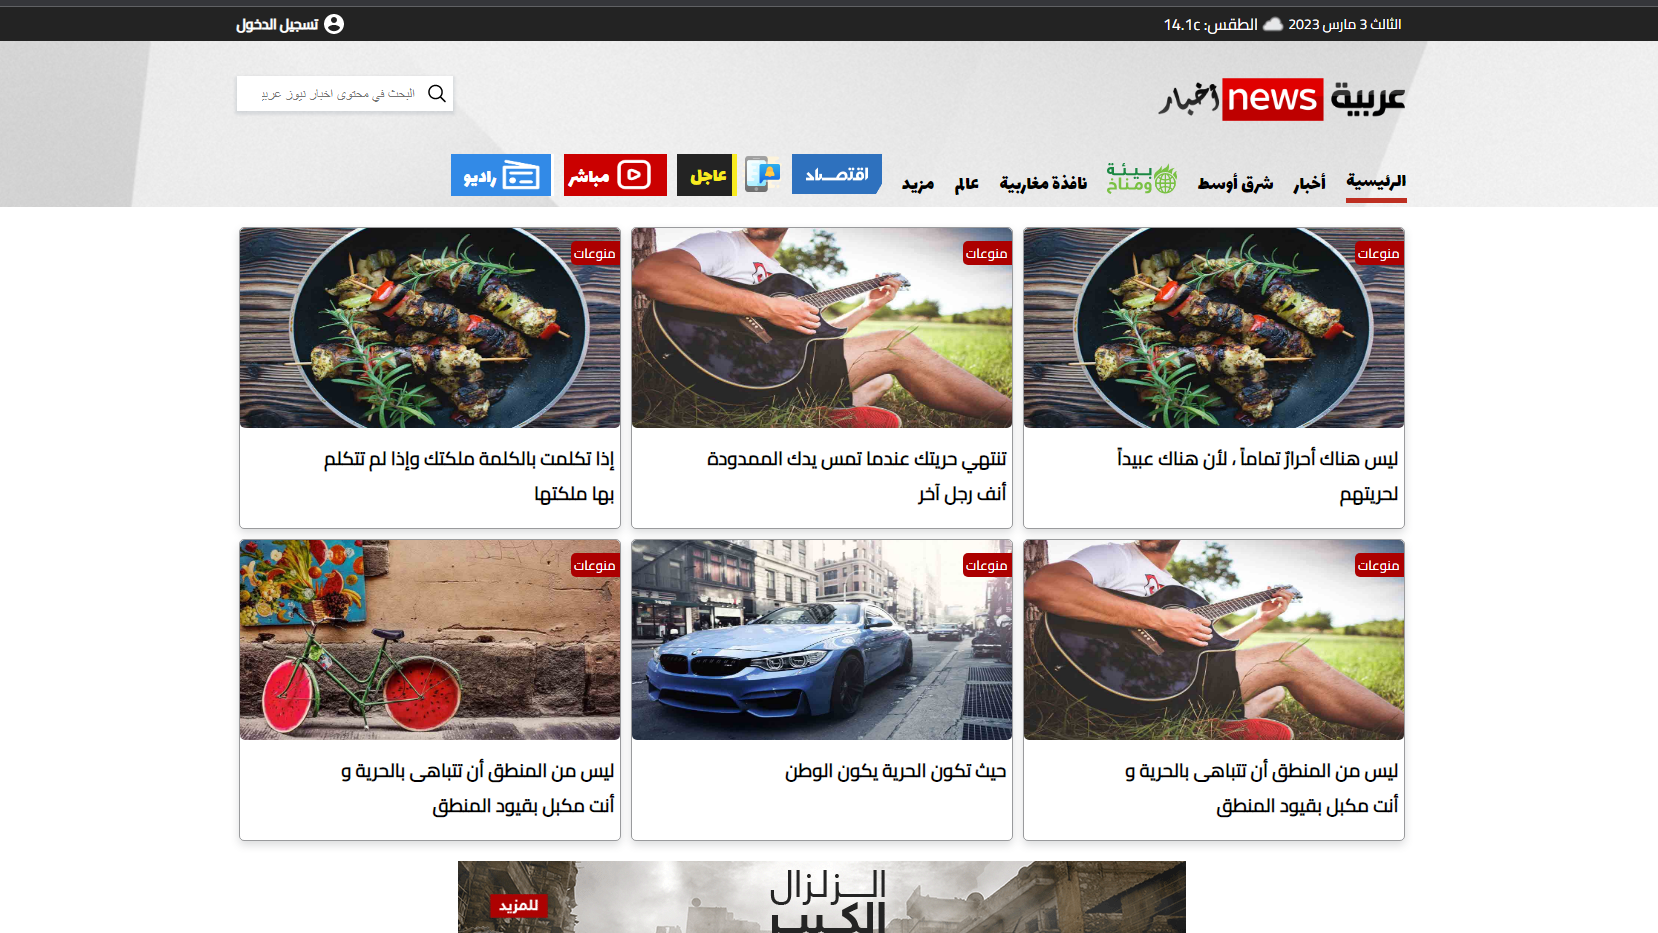 الثالث 3 مارس 2023
الطقس: 14.1c
تسجيل الدخول
عربية news أخبار
البحث في محتوى اخبار نيوز عربي
الرئيسية
أخبار
شرق أوسط
بيئة ومناخ
نافذة مغاربية
عالم
مزيد
اقتصاد
عاجل
مباشر
راديو
منوعات
ليس هناك أحرارٌ تماماً ، لأن هناك عبيداً
لحريتهم
منوعات
تنتهي حريتك عندما تمس يدك الممدودة
أنف رجل آخر
منوعات
إذا تكلمت بالكلمة ملكتك وإذا لم تتكلم
بها ملكتها
منوعات
ليس من المنطق أن تتباهى بالحرية و
أنت مكبل بقيود المنطق
منوعات
حيث تكون الحرية يكون الوطن
منوعات
ليس من المنطق أن تتباهى بالحرية و
أنت مكبل بقيود المنطق
الزلزال
الكبير
للمزيد